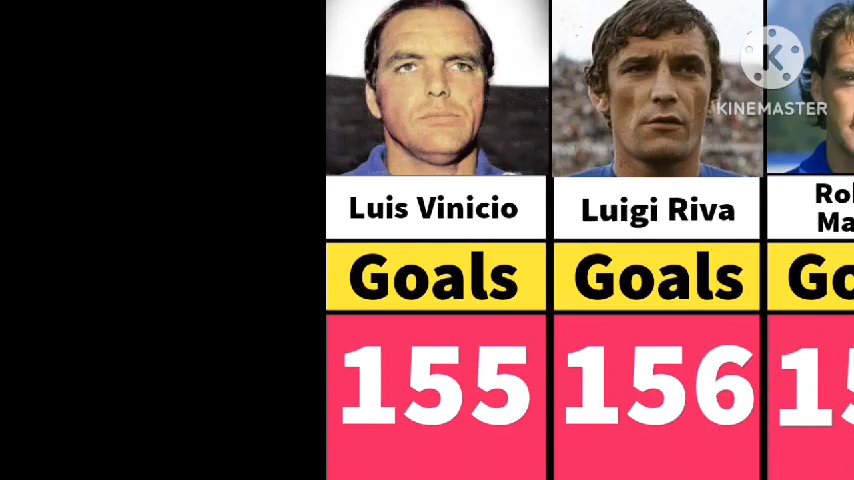 KINEMASTER
Luis Vinicio
Luigi Riva
Goals
Goals
155
156